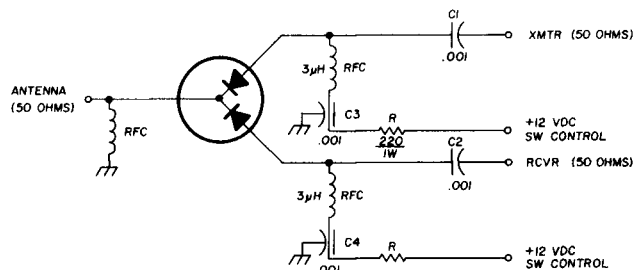 C1
XMTR (50 OHMS)
.001
3μH RFC
ANTENNA
(50 OHMS)
RFC
C3
.001
R
220
1W
+12 VDC
SW CONTROL
C2
RCVR (50 OHMS)
.001
3μH RFC
C4
.001
R
+12 VDC
SW CONTROL